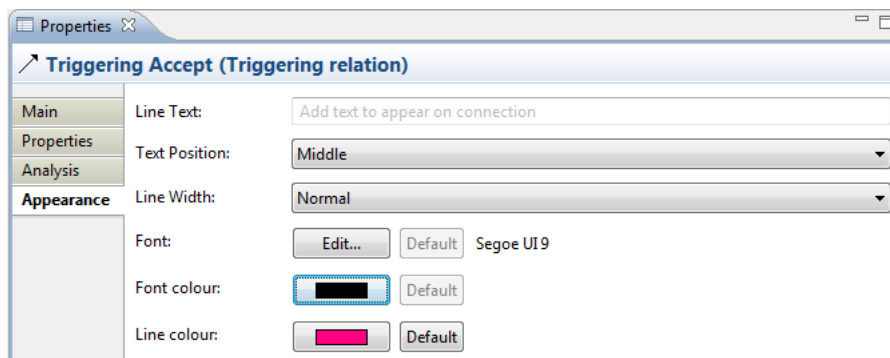 Properties
Triggering Accept (Triggering relation)
Main
Properties
Analysis
Appearance
Line Text: Add text to appear on connection
Text Position: Middle
Line Width: Normal
Font: Edit... Default Segoe UI 9
Font colour: Default
Line colour: Default